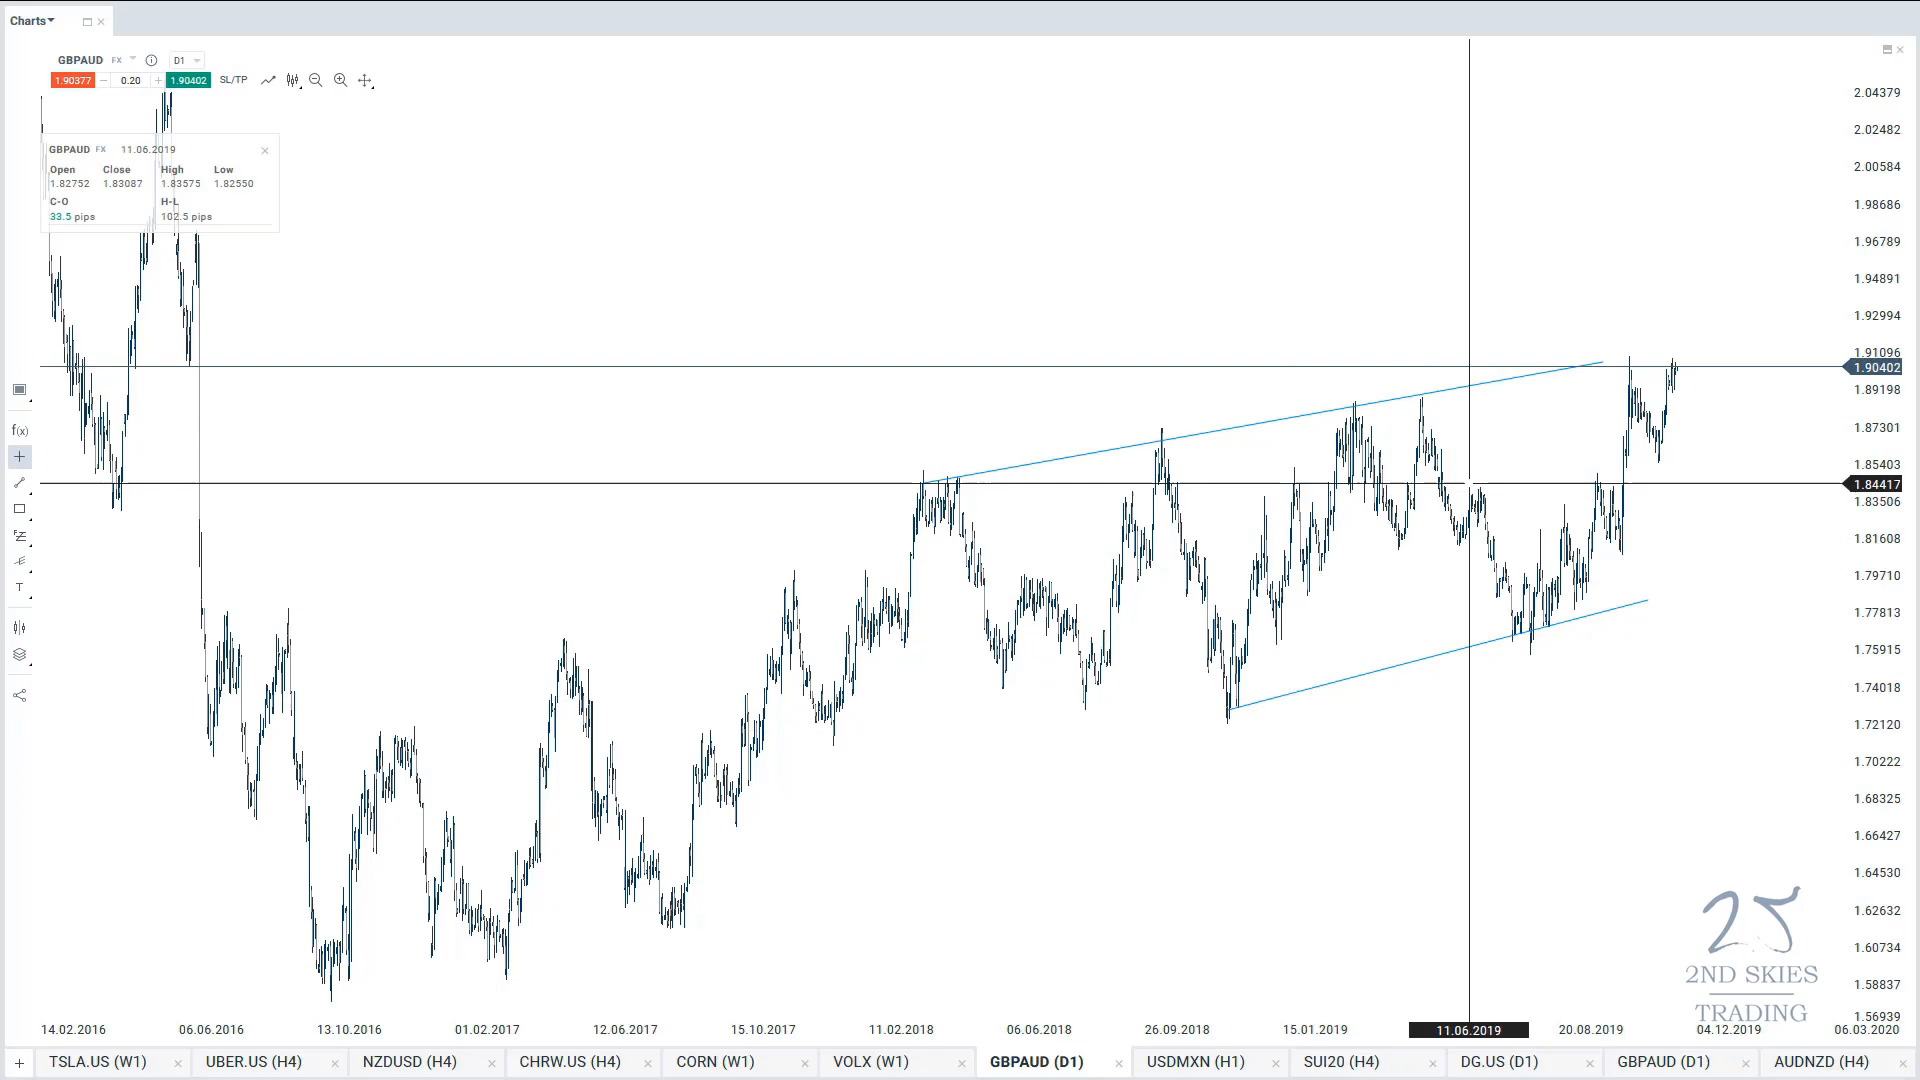 Charts
GBPAUD FX D1
1.90377 − 0.20 + 1.90402 SL/TP
GBPAUD FX 11.06.2019
Open Close High Low
1.82752 1.83087 1.83575 1.82550
C-O H-L
33.5 pips 102.5 pips
2.04379
2.02482
2.00584
1.98686
1.96789
1.94891
1.92994
1.91096
1.90402
1.89198
1.87301
1.85403
1.84417
1.83506
1.81608
1.79710
1.77813
1.75915
1.74018
1.72120
1.70222
1.68325
1.66427
1.64530
1.62632
1.60734
1.58837
1.56939
f(x)
T
2S
2ND SKIES
TRADING
14.02.2016 06.06.2016 13.10.2016 01.02.2017 12.06.2017 15.10.2017 11.02.2018 06.06.2018 26.09.2018 15.01.2019 11.06.2019 20.08.2019 04.12.2019 06.03.2020
+ TSLA.US (W1) × UBER.US (H4) × NZDUSD (H4) × CHRW.US (H4) × CORN (W1) × VOLX (W1) × GBPAUD (D1) × USDMXN (H1) × SUI20 (H4) × DG.US (D1) × GBPAUD (D1) × AUDNZD (H4) ×